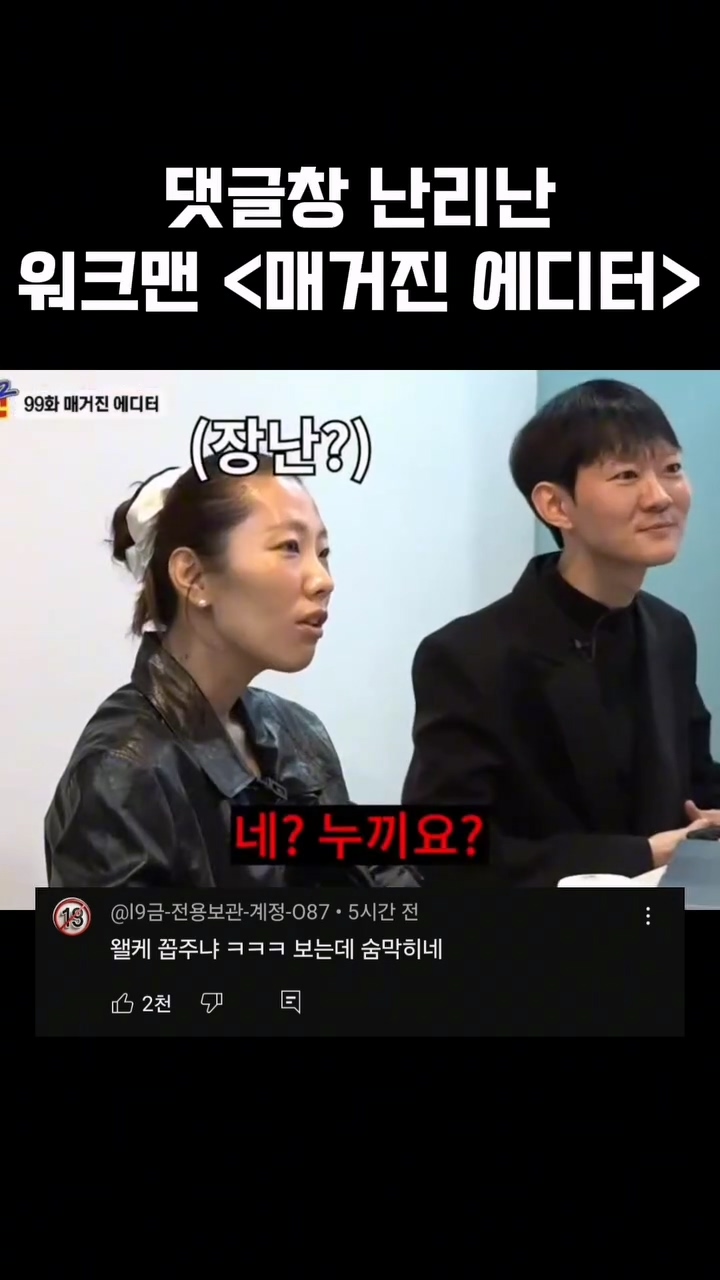 댓글창 난리난
워크맨 <매거진 에디터>
99화 매거진 에디터
(장난?)
네? 누끼요?
@l9금-전용보관-계정-O87 • 5시간 전
왤케 꼽주냐 ㅋㅋㅋ 보는데 숨막히네
2천